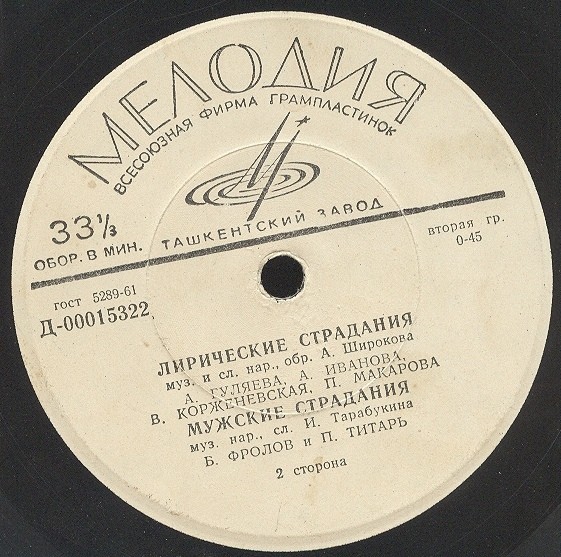 МЕЛОДИЯ
ВСЕСОЮЗНАЯ ФИРМА ГРАМПЛАСТИНОК
33⅓
ОБОР. В МИН.
ТАШКЕНТСКИЙ ЗАВОД
вторая гр.
0-45
гост 5289-61
Д-00015322
ЛИРИЧЕСКИЕ СТРАДАНИЯ
муз. и сл. нар., обр. А. Широкова
А. ГУЛЯЕВА, А. ИВАНОВА,
В. КОРЖЕНЕВСКАЯ, П. МАКАРОВА
МУЖСКИЕ СТРАДАНИЯ
муз. нар., сл. И. Тарабукина
Б. ФРОЛОВ и П. ТИТАРЬ
2 сторона